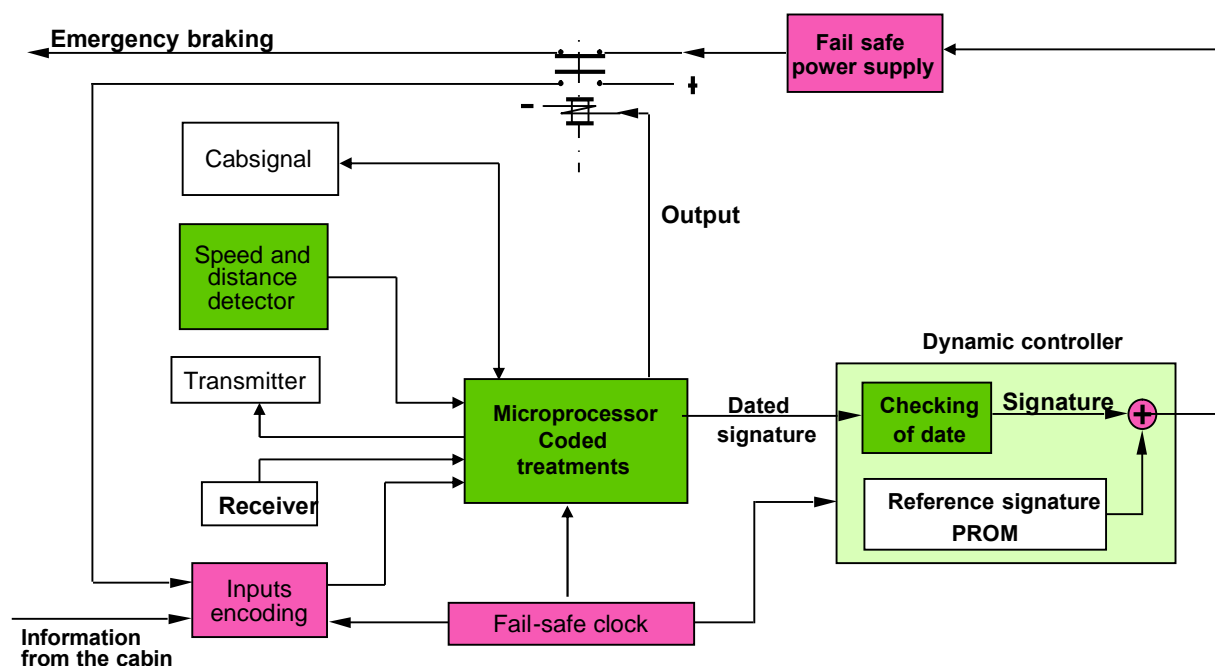 Emergency braking
Fail safe
power supply
+
-
Cabsignal
Output
Speed and
distance
detector
Dynamic controller
Transmitter
Microprocessor
Coded
treatments
Dated
signature
Checking
of date
Signature
+
Receiver
Reference signature
PROM
Inputs
encoding
Fail-safe clock
Information
from the cabin